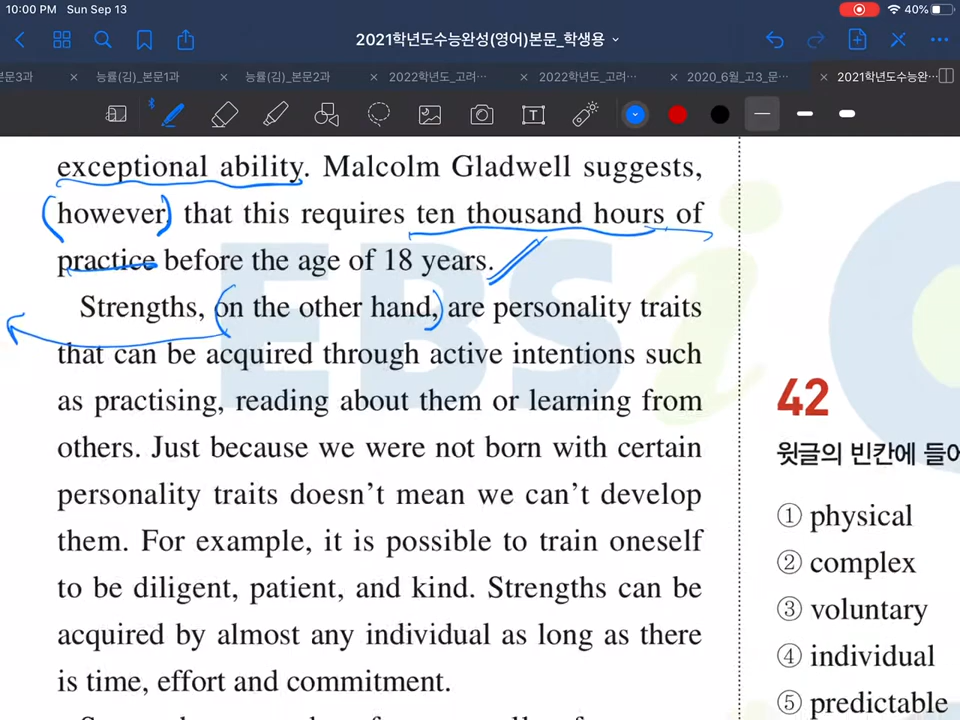 10:00 PM Sun Sep 13
40%
2021학년도수능완성(영어)본문_학생용
본문3과
능률(김)_본문1과
능률(김)_본문2과
2022학년도_고려…
2022학년도_고려…
2020_6월_고3_문…
2021학년도수능완…
exceptional ability. Malcolm Gladwell suggests,
however, that this requires ten thousand hours of
practice before the age of 18 years.
Strengths, on the other hand, are personality traits
that can be acquired through active intentions such
as practising, reading about them or learning from
others. Just because we were not born with certain
personality traits doesn't mean we can't develop
them. For example, it is possible to train oneself
to be diligent, patient, and kind. Strengths can be
acquired by almost any individual as long as there
is time, effort and commitment.
EBSi
42
윗글의 빈칸에 들어
① physical
② complex
③ voluntary
④ individual
⑤ predictable